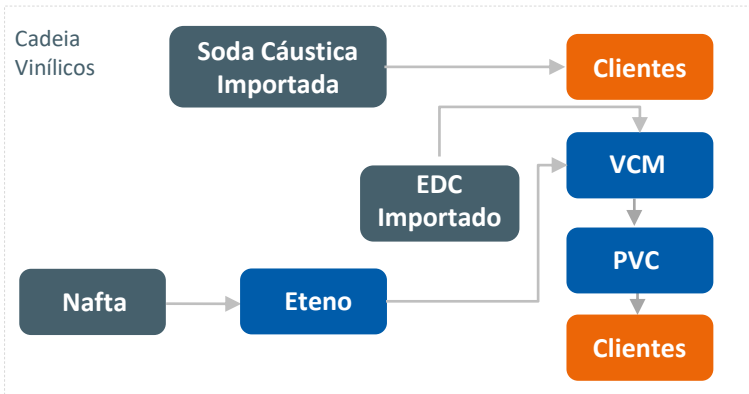 Cadeia
Vinílicos
Soda Cáustica
Importada
Clientes
VCM
EDC
Importado
PVC
Nafta
Eteno
Clientes